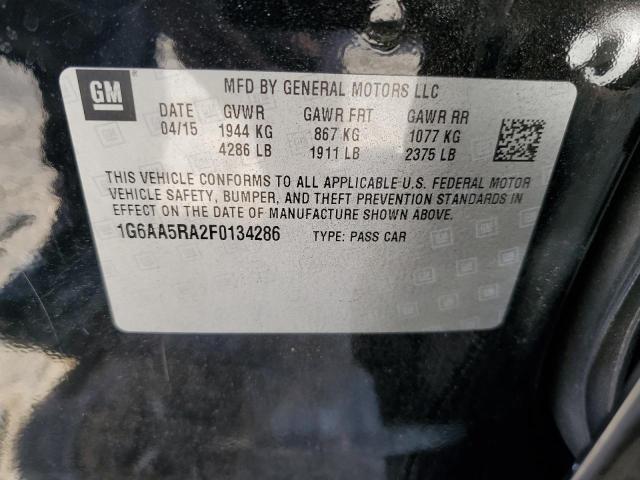 GM
MFD BY GENERAL MOTORS LLC
DATE GVWR GAWR FRT GAWR RR
04/15 1944 KG 867 KG 1077 KG
4286 LB 1911 LB 2375 LB
THIS VEHICLE CONFORMS TO ALL APPLICABLE U.S. FEDERAL MOTOR
VEHICLE SAFETY, BUMPER, AND THEFT PREVENTION STANDARDS IN
EFFECT ON THE DATE OF MANUFACTURE SHOWN ABOVE.
1G6AA5RA2F0134286 TYPE: PASS CAR